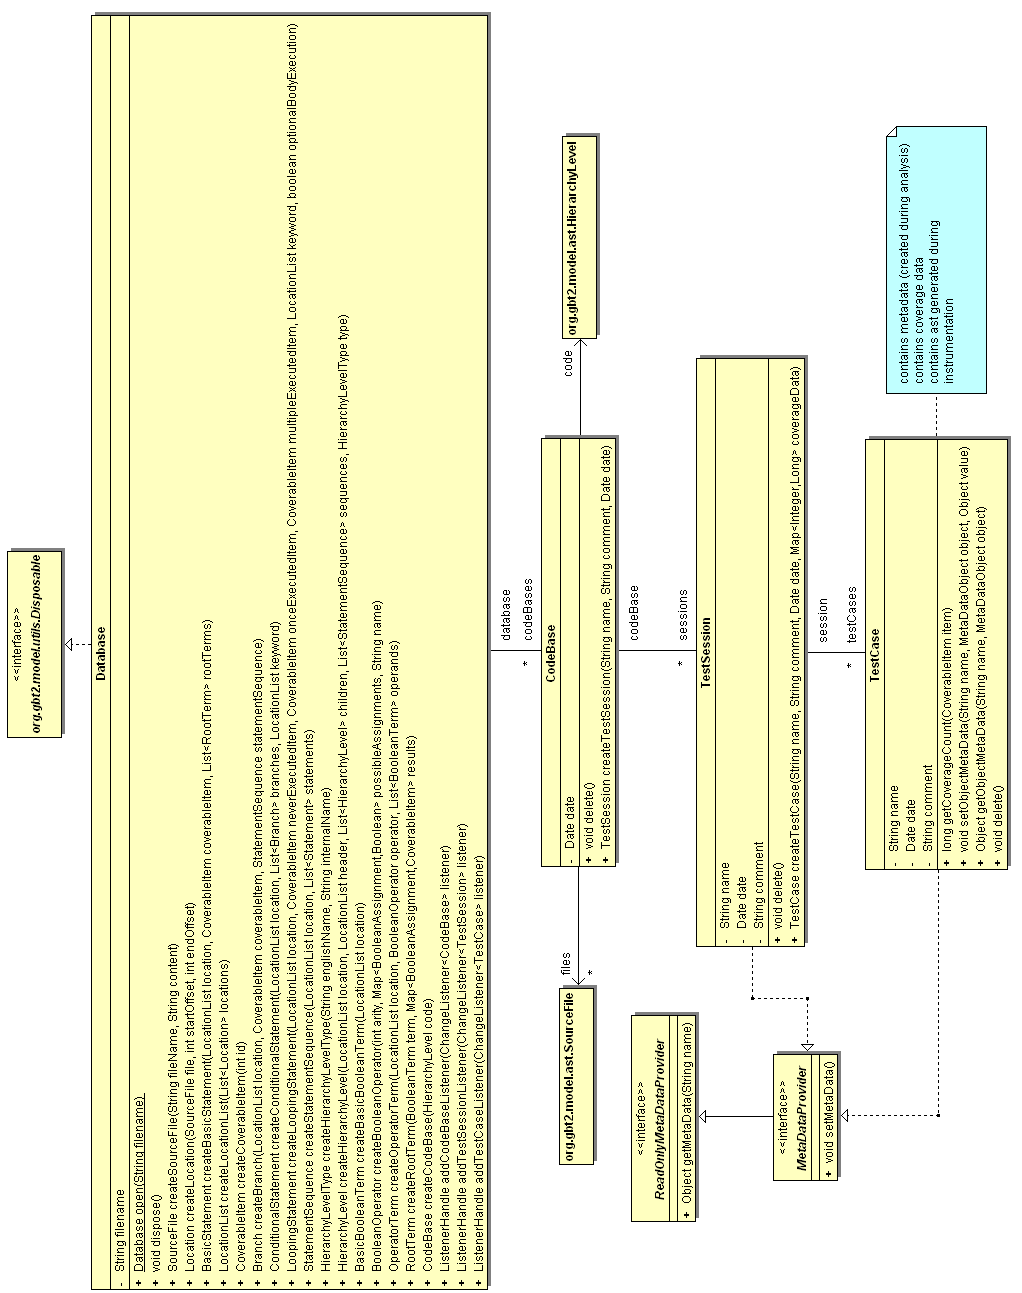 <<interface>>
org.gbt2.model.utils.Disposable
Database
- String filename
+ Database open(String filename)
+ void dispose()
+ SourceFile createSourceFile(String fileName, String content)
+ Location createLocation(SourceFile file, int startOffset, int endOffset)
+ BasicStatement createBasicStatement(LocationList location, CoverableItem coverableItem, List<RootTerm> rootTerms)
+ LocationList createLocationList(List<Location> locations)
+ CoverableItem createCoverableItem(int id)
+ Branch createBranch(LocationList location, CoverableItem coverableItem, StatementSequence statementSequence)
+ ConditionalStatement createConditionalStatement(LocationList location, List<Branch> branches, LocationList keyword)
+ LoopingStatement createLoopingStatement(LocationList location, CoverableItem neverExecutedItem, CoverableItem onceExecutedItem, CoverableItem multipleExecutedItem, LocationList keyword, boolean optionalBodyExecution)
+ StatementSequence createStatementSequence(LocationList location, List<Statement> statements)
+ HierarchyLevelType createHierarchyLevelType(String englishName, String internalName)
+ HierarchyLevel createHierarchyLevel(LocationList location, LocationList header, List<HierarchyLevel> children, List<StatementSequence> sequences, HierarchyLevelType type)
+ BasicBooleanTerm createBasicBooleanTerm(LocationList location)
+ BooleanOperator createBooleanOperator(int arity, Map<BooleanAssignment,Boolean> possibleAssignments, String name)
+ OperatorTerm createOperatorTerm(LocationList location, BooleanOperator operator, List<BooleanTerm> operands)
+ RootTerm createRootTerm(BooleanTerm term, Map<BooleanAssignment,CoverableItem> results)
+ CodeBase createCodeBase(HierarchyLevel code)
+ ListenerHandle addCodeBaseListener(ChangeListener<CodeBase> listener)
+ ListenerHandle addTestSessionListener(ChangeListener<TestSession> listener)
+ ListenerHandle addTestCaseListener(ChangeListener<TestCase> listener)
database
* codeBases
CodeBase
- Date date
+ void delete()
+ TestSession createTestSession(String name, String comment, Date date)
code
org.gbt2.model.ast.HierarchyLevel
files
*
org.gbt2.model.ast.SourceFile
codeBase
* sessions
TestSession
- String name
- Date date
- String comment
+ void delete()
+ TestCase createTestCase(String name, String comment, Date date, Map<Integer,Long> coverageData)
session
* testCases
TestCase
- String name
- Date date
- String comment
+ long getCoverageCount(CoverableItem item)
+ void setObjectMetaData(String name, MetaDataObject object, Object value)
+ Object getObjectMetaData(String name, MetaDataObject object)
+ void delete()
contains metadata (created during analysis)
contains coverage data
contains ast generated during
instrumentation
<<interface>>
ReadOnlyMetaDataProvider
+ Object getMetaData(String name)
<<interface>>
MetaDataProvider
+ void setMetaData()